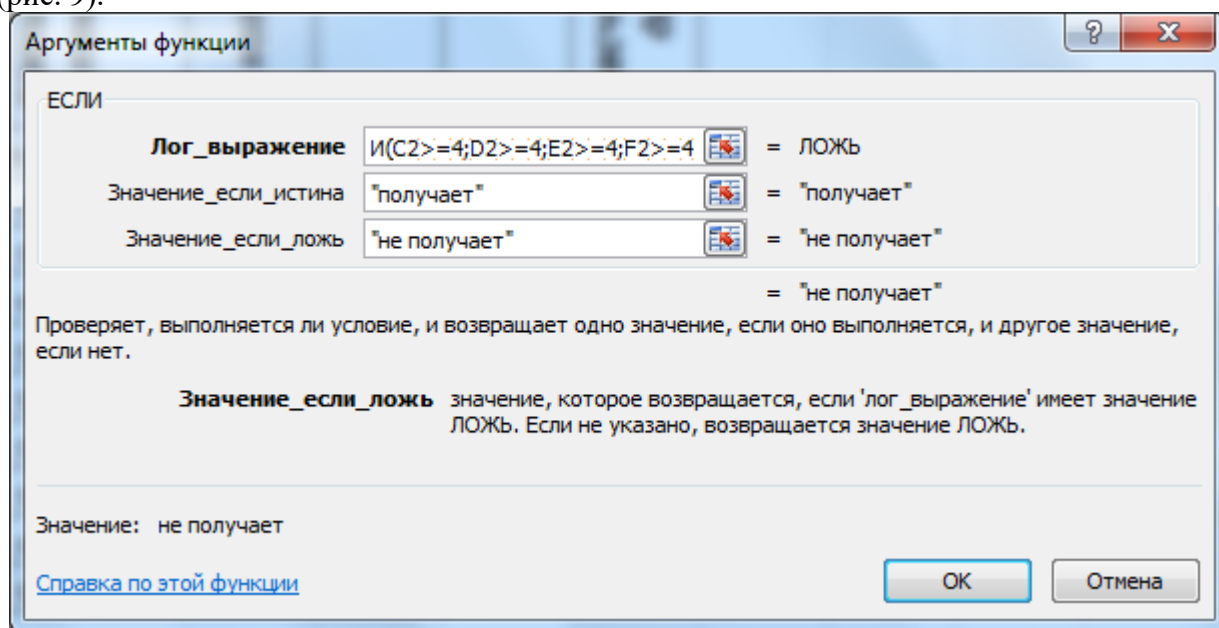 (рис. 9).
Аргументы функции
ЕСЛИ
Лог_выражение И(C2>=4;D2>=4;E2>=4;F2>=4 = ЛОЖЬ
Значение_если_истина "получает" = "получает"
Значение_если_ложь "не получает" = "не получает"
= "не получает"
Проверяет, выполняется ли условие, и возвращает одно значение, если оно выполняется, и другое значение,
если нет.
Значение_если_ложь значение, которое возвращается, если 'лог_выражение' имеет значение
ЛОЖЬ. Если не указано, возвращается значение ЛОЖЬ.
Значение: не получает
Справка по этой функции ОК Отмена